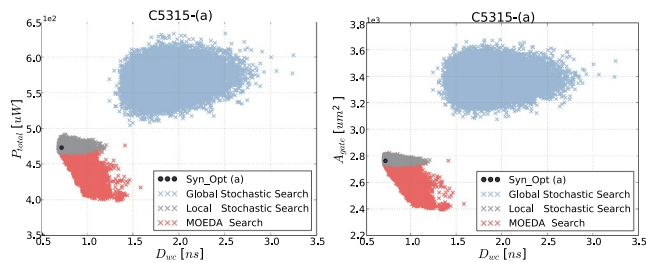 C5315-(a)
6.5 1e2
6.0
5.5
5.0
4.5
4.0
3.5
P_total [uW]
Syn_Opt (a)
Global Stochastic Search
Local Stochastic Search
MOEDA Search
0.5 1.0 1.5 2.0 2.5 3.0 3.5
D_wc [ns]
C5315-(a)
3.8 1e3
3.6
3.4
3.2
3.0
2.8
2.6
2.4
2.2
A_gate [um²]
Syn_Opt (a)
Global Stochastic Search
Local Stochastic Search
MOEDA Search
0.5 1.0 1.5 2.0 2.5 3.0 3.5
D_wc [ns]